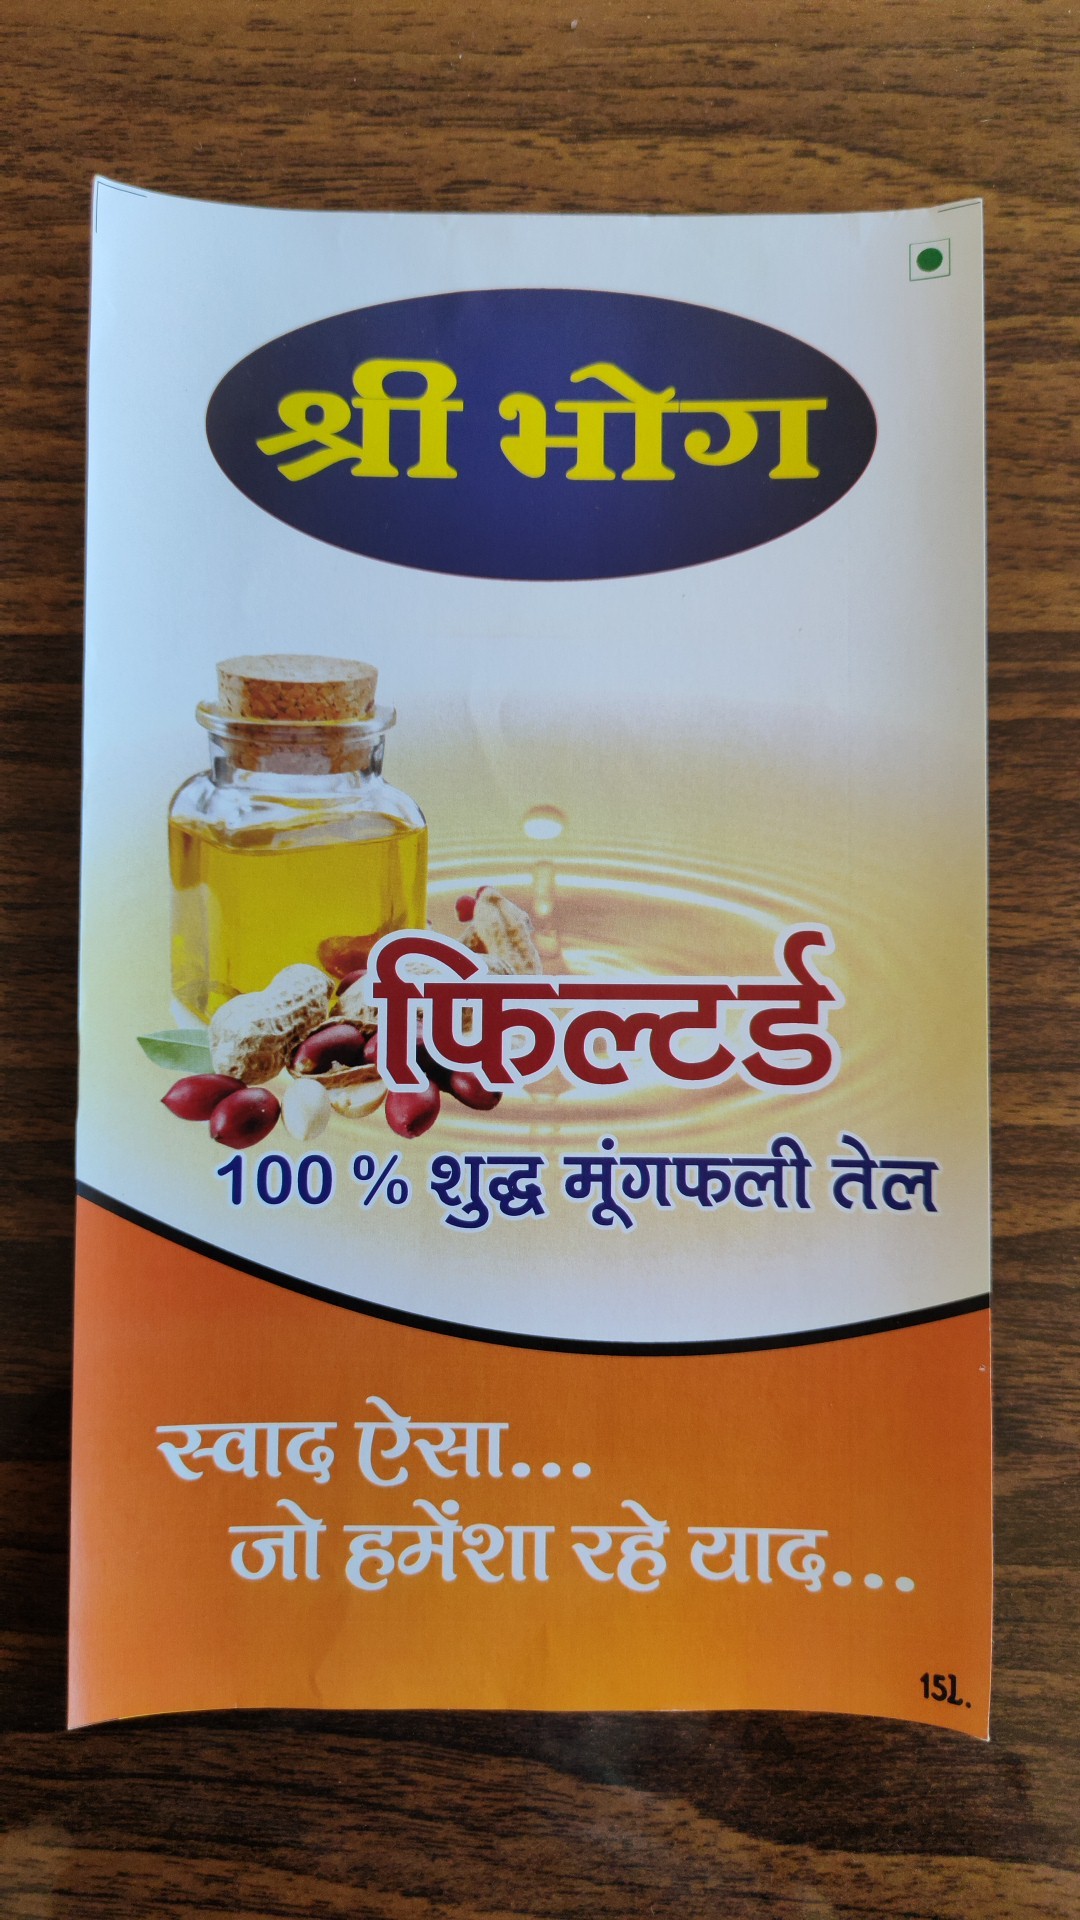 श्री भोग
फिल्टर्ड
100 % शुद्ध मूंगफली तेल
स्वाद ऐसा...
जो हमेंशा रहे याद...
15L.